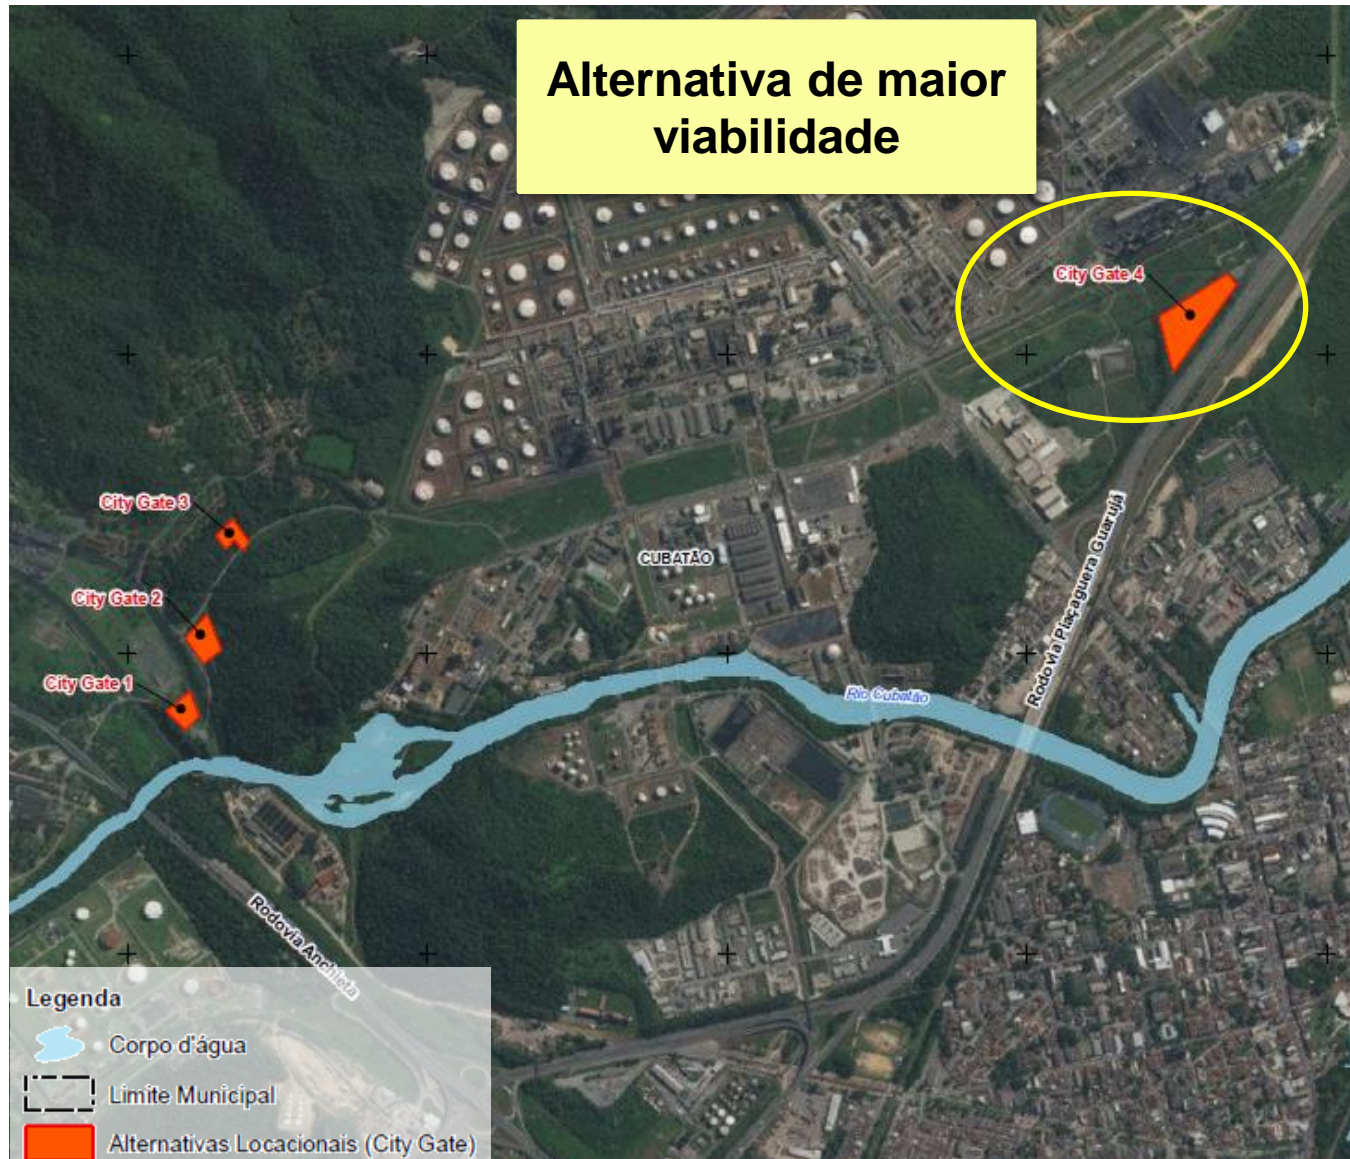 Alternativa de maior
viabilidade
City Gate 4
City Gate 3
CUBATÃO
City Gate 2
Rodovia Piaçaguera Guarujá
City Gate 1
Rio Cubatão
Rodovia Anchieta
Legenda
Corpo d'água
Limite Municipal
Alternativas Locacionais (City Gate)